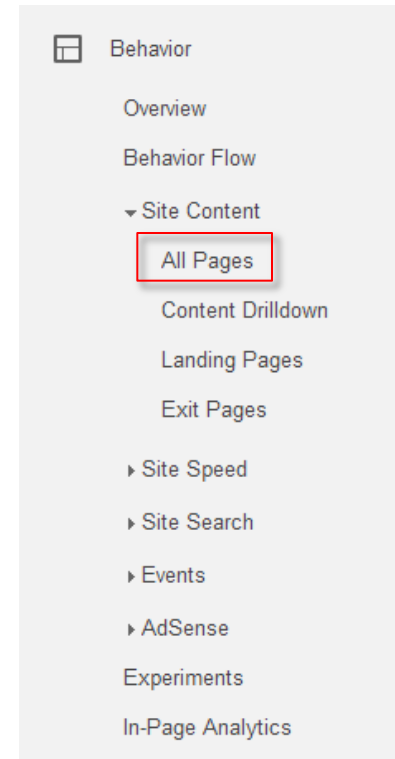 Behavior
Overview
Behavior Flow
Site Content
All Pages
Content Drilldown
Landing Pages
Exit Pages
Site Speed
Site Search
Events
AdSense
Experiments
In-Page Analytics